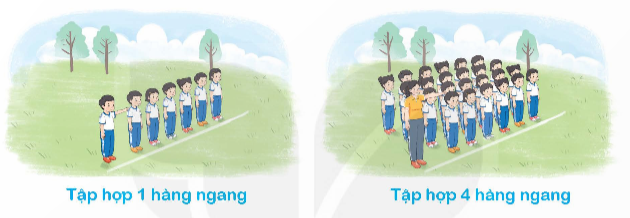 Tập hợp 1 hàng ngang
Tập hợp 4 hàng ngang